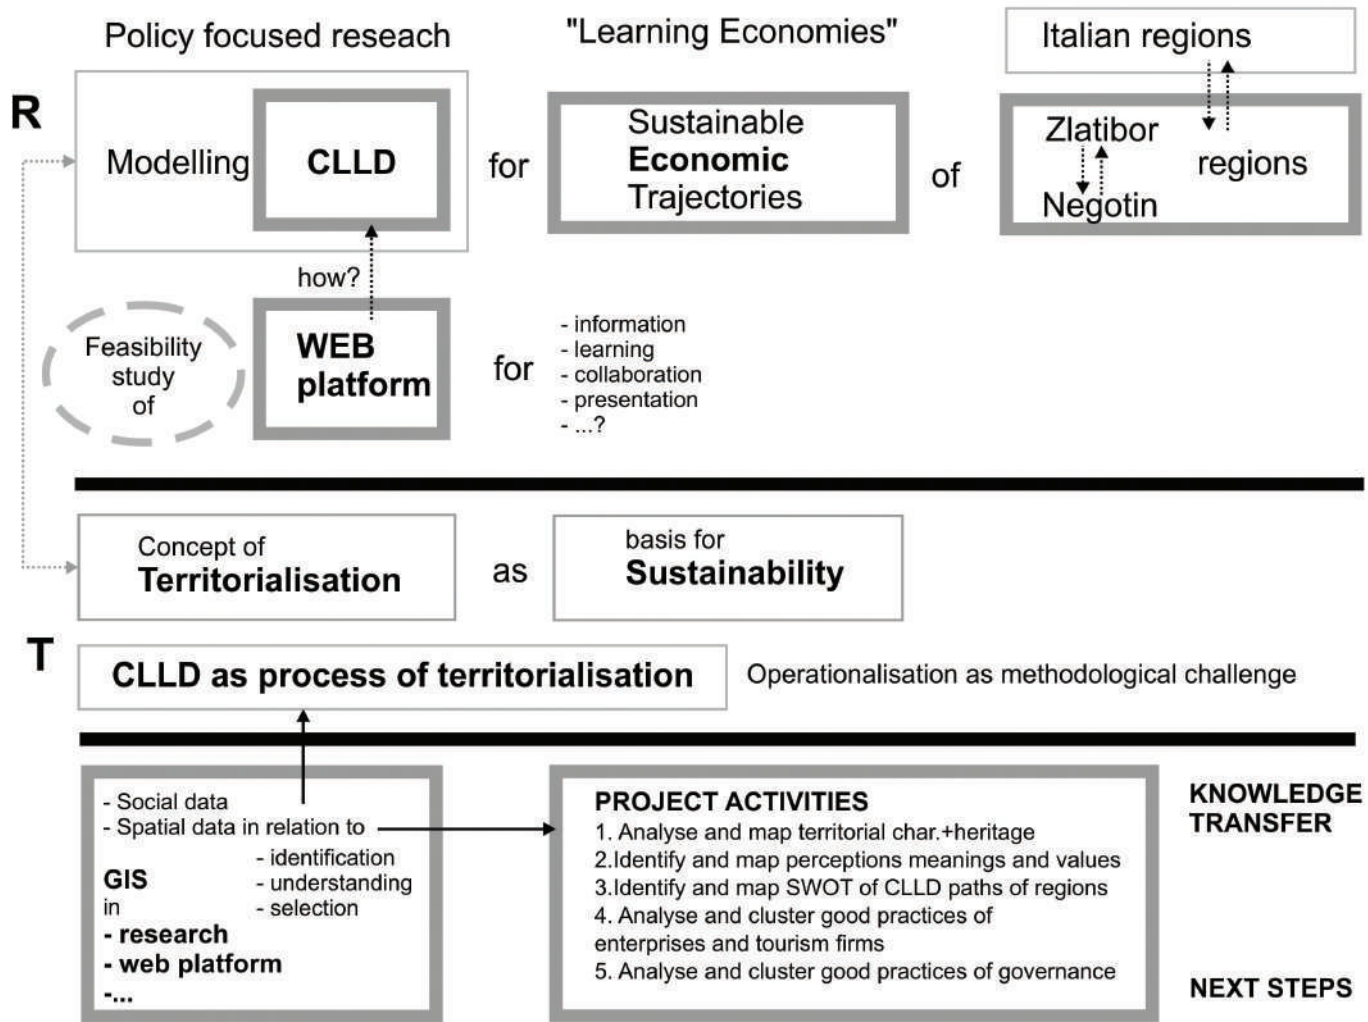 Policy focused reseach
"Learning Economies"
Italian regions
R
Modelling
CLLD
for
Sustainable
Economic
Trajectories
of
Zlatibor
regions
Negotin
how?
Feasibility
study
of
WEB
platform
for
- information
- learning
- collaboration
- presentation
- ...?
Concept of
Territorialisation
as
basis for
Sustainability
T
CLLD as process of territorialisation
Operationalisation as methodological challenge
- Social data
- Spatial data in relation to
- identification
- understanding
- selection
GIS
in
- research
- web platform
-...
PROJECT ACTIVITIES
1. Analyse and map territorial char.+heritage
2.Identify and map perceptions meanings and values
3.Identify and map SWOT of CLLD paths of regions
4. Analyse and cluster good practices of
enterprises and tourism firms
5. Analyse and cluster good practices of governance
KNOWLEDGE
TRANSFER
NEXT STEPS